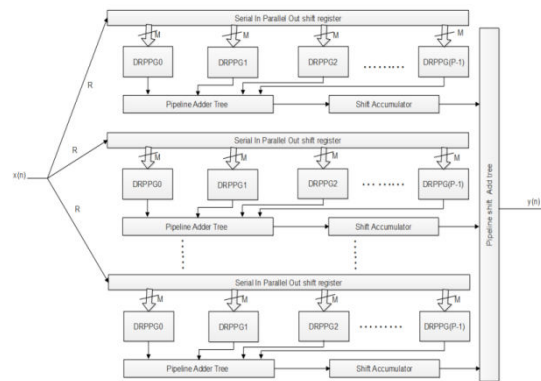 Serial In Parallel Out shift register
M M M M
DRPPG0 DRPPG1 DRPPG2 ......... DRPPG(P-1)
R
Pipeline Adder Tree Shift Accumulator
Serial In Parallel Out shift register
R
M M M M
x(n)
DRPPG0 DRPPG1 DRPPG2 ......... DRPPG(P-1)
Pipeline shift Add tree
y(n)
R
Pipeline Adder Tree Shift Accumulator
Serial In Parallel Out shift register
M M M M
DRPPG0 DRPPG1 DRPPG2 ......... DRPPG(P-1)
Pipeline Adder Tree Shift Accumulator